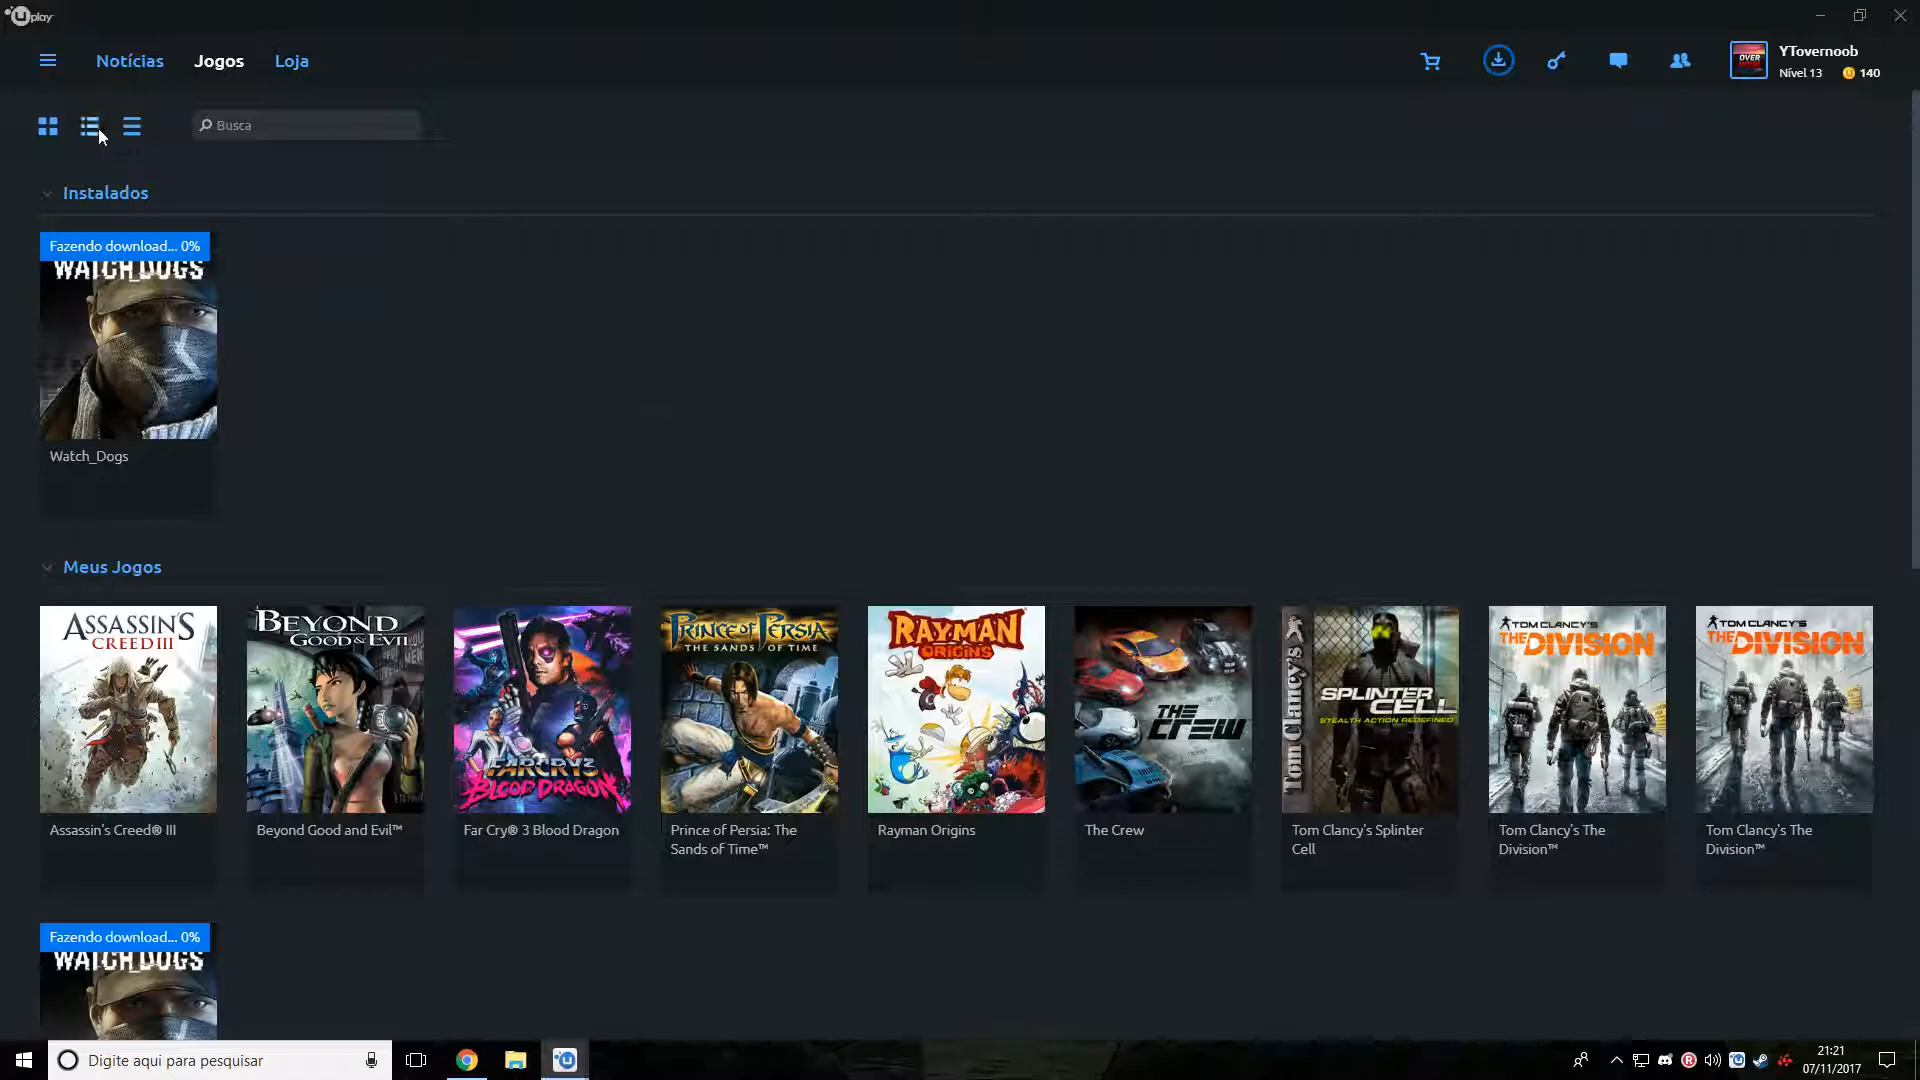 uplay
Notícias Jogos Loja
YTovernoob
Nível 13 140
Busca
Instalados
Fazendo download... 0%
WATCH_DOGS
Watch_Dogs
Meus Jogos
ASSASSIN'S CREED III
BEYOND GOOD & EVIL
FARCRY3 BLOOD DRAGON
PRINCE OF PERSIA THE SANDS OF TIME
RAYMAN ORIGINS
THE CREW
Tom Clancy's SPLINTER CELL STEALTH ACTION REDEFINED
TOM CLANCY'S THE DIVISION
TOM CLANCY'S THE DIVISION
Assassin's Creed® III
Beyond Good and Evil™
Far Cry® 3 Blood Dragon
Prince of Persia: The
Sands of Time™
Rayman Origins
The Crew
Tom Clancy's Splinter
Cell
Tom Clancy's The
Division™
Tom Clancy's The
Division™
Fazendo download... 0%
WATCH_DOGS
Digite aqui para pesquisar
21:21
07/11/2017